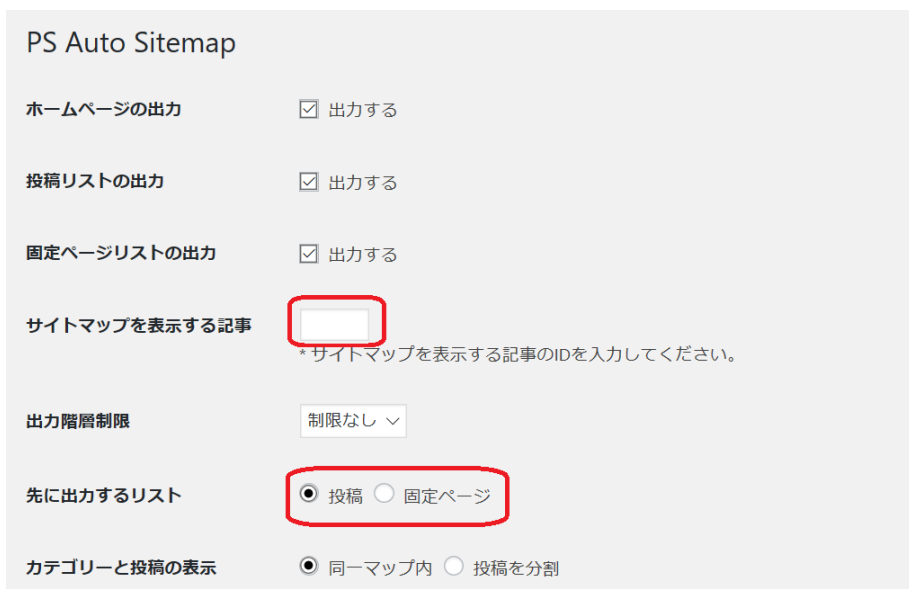 PS Auto Sitemap
ホームページの出力 出力する
投稿リストの出力 出力する
固定ページリストの出力 出力する
サイトマップを表示する記事
* サイトマップを表示する記事のIDを入力してください。
出力階層制限 制限なし
先に出力するリスト 投稿 固定ページ
カテゴリーと投稿の表示 同一マップ内 投稿を分割